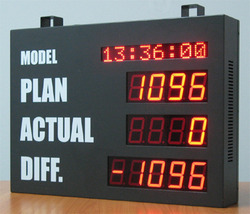 MODEL 13:36:00
PLAN 1096
ACTUAL 0
DIFF. -1096